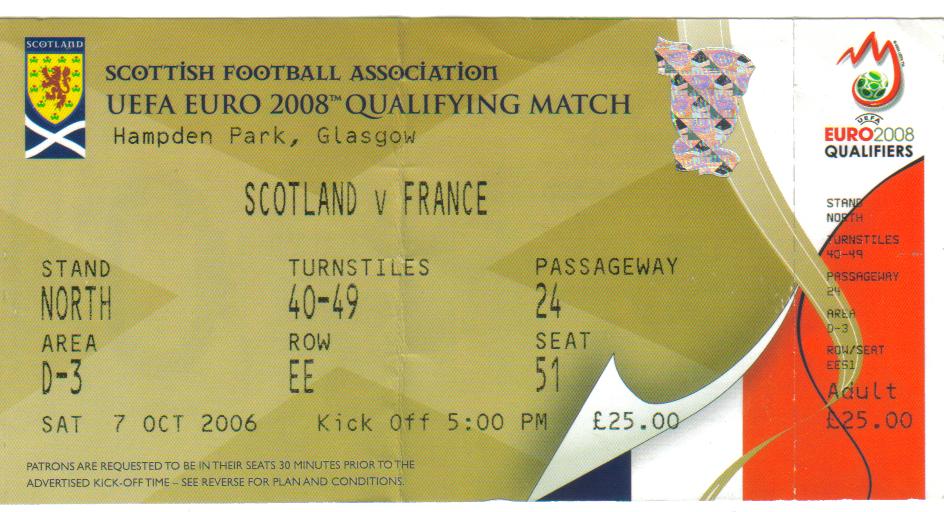 SCOTLAND
SCOTTISH FOOTBALL ASSOCIATION
UEFA EURO 2008™ QUALIFYING MATCH
Hampden Park, Glasgow
SCOTLAND v FRANCE
STAND TURNSTILES PASSAGEWAY
NORTH 40-49 24
AREA ROW SEAT
D-3 EE 51
SAT 7 OCT 2006 Kick Off 5:00 PM £25.00
PATRONS ARE REQUESTED TO BE IN THEIR SEATS 30 MINUTES PRIOR TO THE
ADVERTISED KICK-OFF TIME – SEE REVERSE FOR PLAN AND CONDITIONS.
UEFA
EURO2008
QUALIFIERS
STAND
NORTH
TURNSTILES
40-49
PASSAGEWAY
24
AREA
D-3
ROW/SEAT
EE51
Adult
£25.00